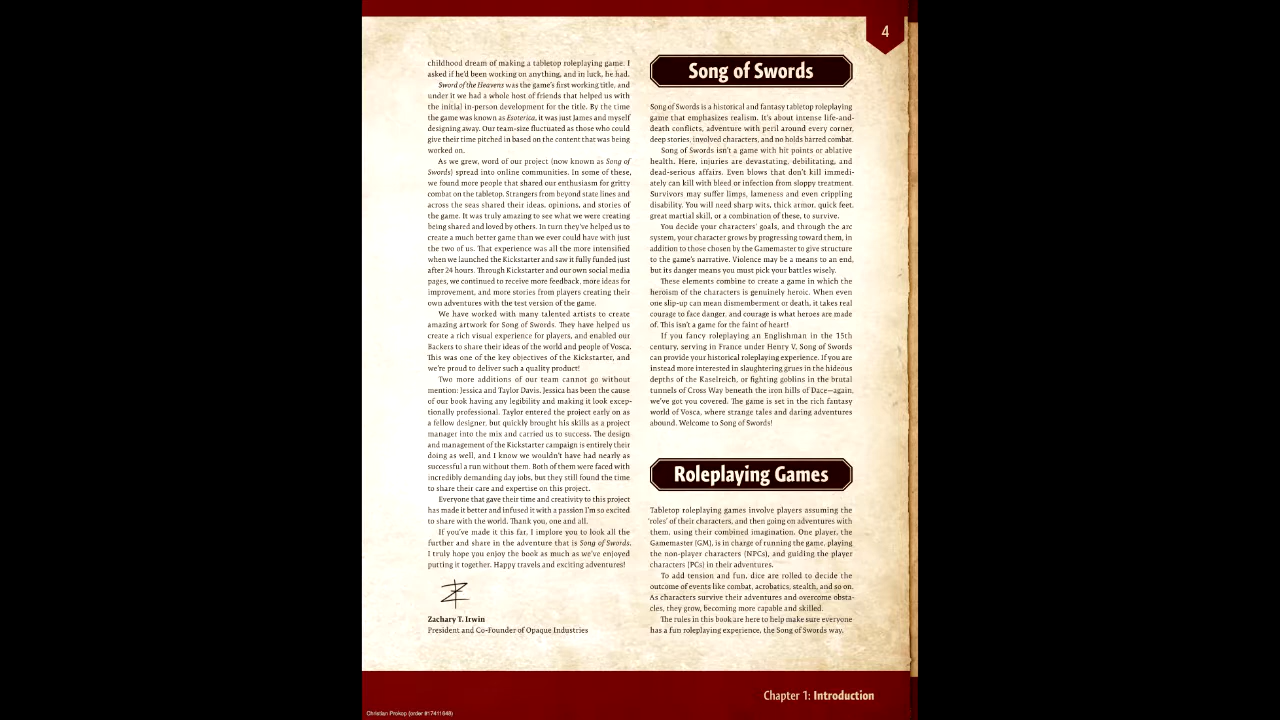 4
childhood dream of making a tabletop roleplaying game. I
asked if he'd been working on anything, and in luck, he had.
Sword of the Heavens was the game's first working title, and
under it we had a whole host of friends that helped us with
the initial in-person development for the title. By the time
the game was known as Esoterica, it was just James and myself
designing away. Our team-size fluctuated as those who could
give their time pitched in based on the content that was being
worked on.
As we grew, word of our project (now known as Song of
Swords) spread into online communities. In some of these,
we found more people that shared our enthusiasm for gritty
combat on the tabletop. Strangers from beyond state lines and
across the seas shared their ideas, opinions, and stories of
the game. It was truly amazing to see what we were creating
being shared and loved by others. In turn they've helped us to
create a much better game than we ever could have with just
the two of us. That experience was all the more intensified
when we launched the Kickstarter and saw it fully funded just
after 24 hours. Through Kickstarter and our own social media
pages, we continued to receive more feedback, more ideas for
improvement, and more stories from players creating their
own adventures with the test version of the game.
We have worked with many talented artists to create
amazing artwork for Song of Swords. They have helped us
create a rich visual experience for players, and enabled our
Backers to share their ideas of the world and people of Vosca.
This was one of the key objectives of the Kickstarter, and
we're proud to deliver such a quality product!
Two more additions of our team cannot go without
mention: Jessica and Taylor Davis. Jessica has been the cause
of our book having any legibility and making it look excep-
tionally professional. Taylor entered the project early on as
a fellow designer, but quickly brought his skills as a project
manager into the mix and carried us to success. The design
and management of the Kickstarter campaign is entirely their
doing as well, and I know we wouldn't have had nearly as
successful a run without them. Both of them were faced with
incredibly demanding day jobs, but they still found the time
to share their care and expertise on this project.
Everyone that gave their time and creativity to this project
has made it better and infused it with a passion I'm so excited
to share with the world. Thank you, one and all.
If you've made it this far, I implore you to look all the
further and share in the adventure that is Song of Swords.
I truly hope you enjoy the book as much as we've enjoyed
putting it together. Happy travels and exciting adventures!
Zachary T. Irwin
President and Co-Founder of Opaque Industries
Song of Swords
Song of Swords is a historical and fantasy tabletop roleplaying
game that emphasizes realism. It's about intense life-and-
death conflicts, adventure with peril around every corner,
deep stories, involved characters, and no holds barred combat.
Song of Swords isn't a game with hit points or ablative
health. Here, injuries are devastating, debilitating, and
dead-serious affairs. Even blows that don't kill immedi-
ately can kill with bleed or infection from sloppy treatment.
Survivors may suffer limps, lameness and even crippling
disability. You will need sharp wits, thick armor, quick feet,
great martial skill, or a combination of these, to survive.
You decide your characters' goals, and through the arc
system, your character grows by progressing toward them, in
addition to those chosen by the Gamemaster to give structure
to the game's narrative. Violence may be a means to an end,
but its danger means you must pick your battles wisely.
These elements combine to create a game in which the
heroism of the characters is genuinely heroic. When even
one slip-up can mean dismemberment or death, it takes real
courage to face danger, and courage is what heroes are made
of. This isn't a game for the faint of heart!
If you fancy roleplaying an Englishman in the 15th
century, serving in France under Henry V, Song of Swords
can provide your historical roleplaying experience. If you are
instead more interested in slaughtering grues in the hideous
depths of the Kaselreich, or fighting goblins in the brutal
tunnels of Cross Way beneath the iron hills of Dace—again,
we've got you covered. The game is set in the rich fantasy
world of Vosca, where strange tales and daring adventures
abound. Welcome to Song of Swords!
Roleplaying Games
Tabletop roleplaying games involve players assuming the
'roles' of their characters, and then going on adventures with
them, using their combined imagination. One player, the
Gamemaster (GM), is in charge of running the game, playing
the non-player characters (NPCs), and guiding the player
characters (PCs) in their adventures.
To add tension and fun, dice are rolled to decide the
outcome of events like combat, acrobatics, stealth, and so on.
As characters survive their adventures and overcome obsta-
cles, they grow, becoming more capable and skilled.
The rules in this book are here to help make sure everyone
has a fun roleplaying experience, the Song of Swords way.
Chapter 1: Introduction
Christian Prokop (order #17411048)